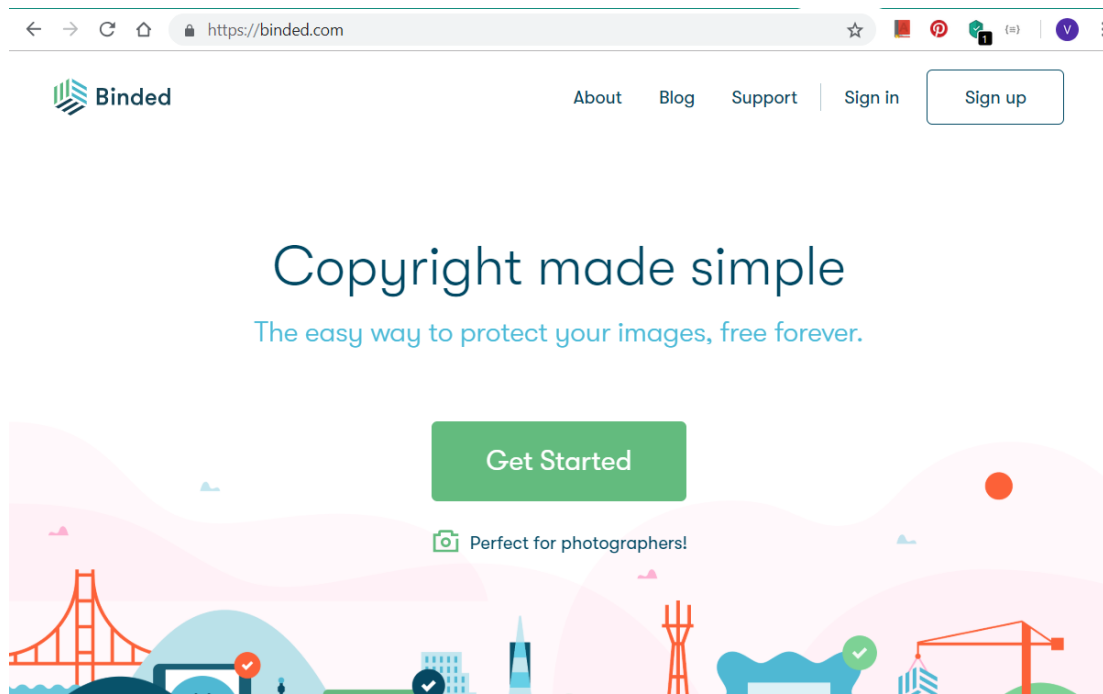 https://binded.com
1
{=}
V
Binded
About Blog Support Sign in Sign up
Copyright made simple
The easy way to protect your images, free forever.
Get Started
Perfect for photographers!